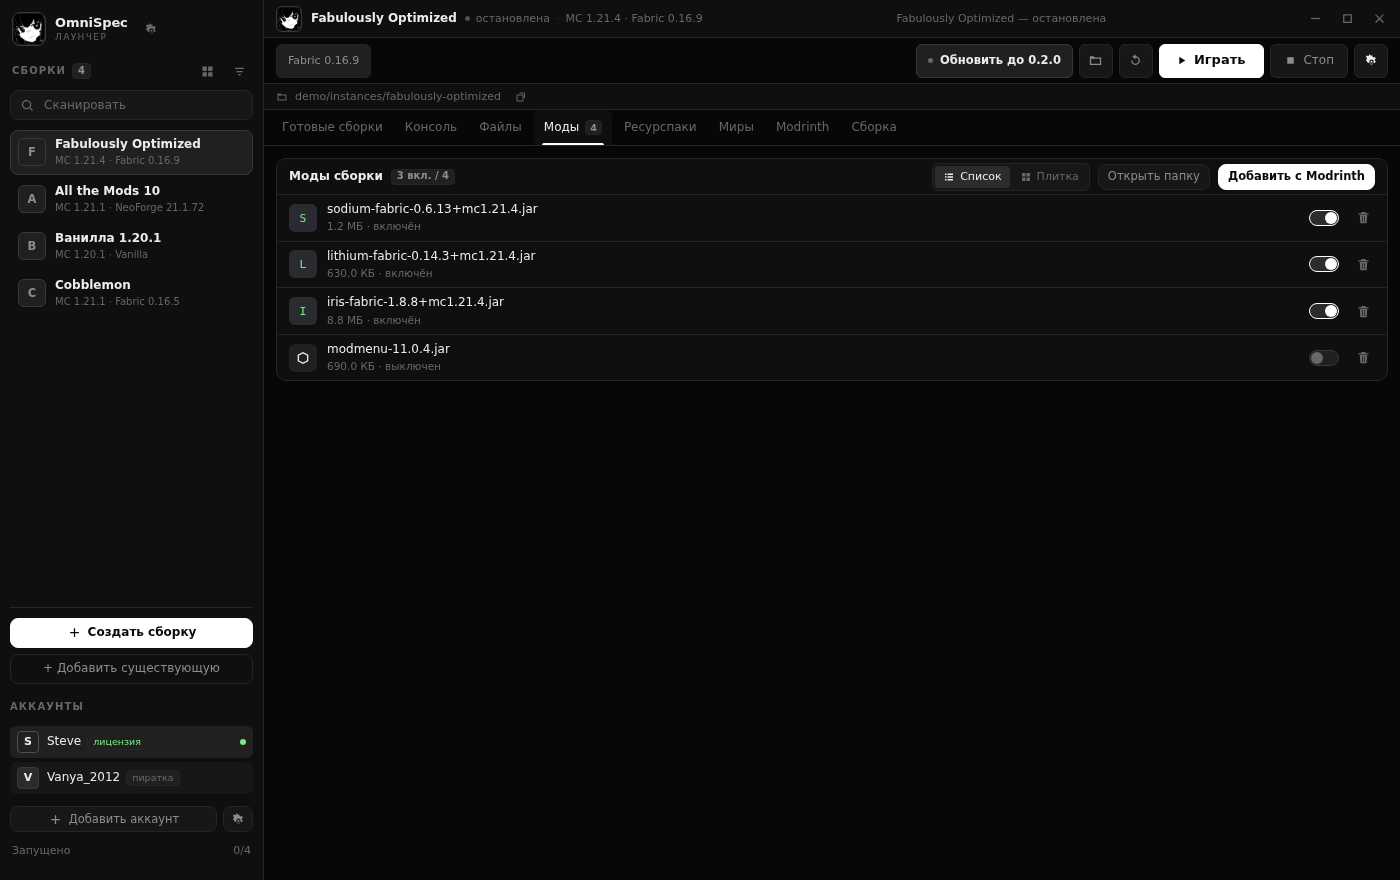 OmniSpec
ЛАУНЧЕР
СБОРКИ 4
Сканировать
F
Fabulously Optimized
MC 1.21.4 · Fabric 0.16.9
A
All the Mods 10
MC 1.21.1 · NeoForge 21.1.72
В
Ванилла 1.20.1
MC 1.20.1 · Vanilla
C
Cobblemon
MC 1.21.1 · Fabric 0.16.5
+ Создать сборку
+ Добавить существующую
АККАУНТЫ
S Steve лицензия
V Vanya_2012 пиратка
+ Добавить аккаунт
Запущено 0/4
Fabulously Optimized остановлена · MC 1.21.4 · Fabric 0.16.9
Fabulously Optimized — остановлена
Fabric 0.16.9
Обновить до 0.2.0
Играть
Стоп
demo/instances/fabulously-optimized
Готовые сборки Консоль Файлы Моды 4 Ресурспаки Миры Modrinth Сборка
Моды сборки 3 вкл. / 4
Список Плитка Открыть папку Добавить с Modrinth
S
sodium-fabric-0.6.13+mc1.21.4.jar
1.2 МБ · включён
L
lithium-fabric-0.14.3+mc1.21.4.jar
630.0 КБ · включён
I
iris-fabric-1.8.8+mc1.21.4.jar
8.8 МБ · включён
modmenu-11.0.4.jar
690.0 КБ · выключен